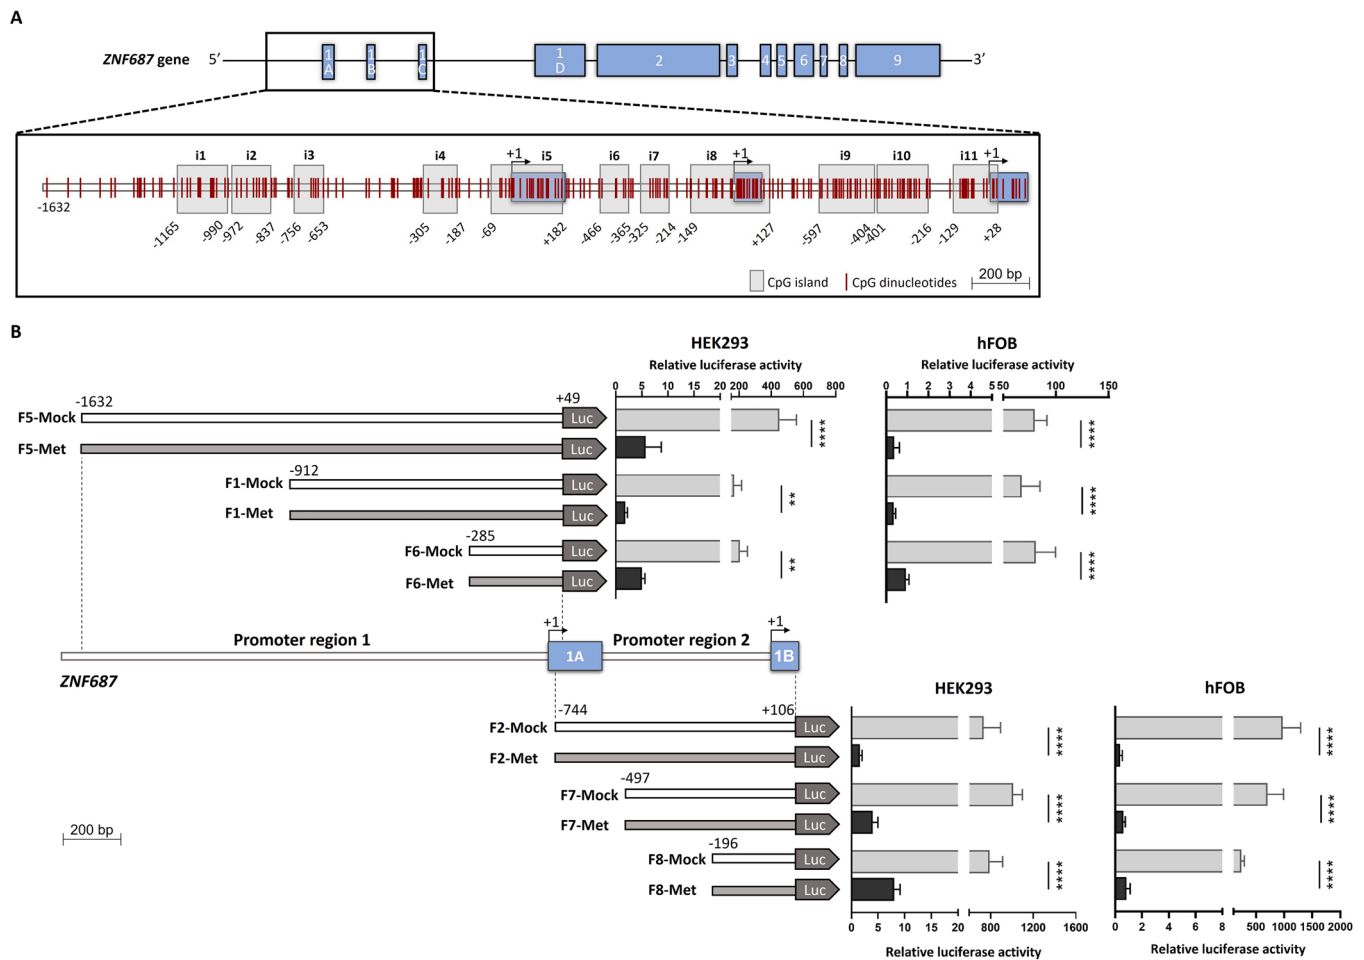 A
ZNF687 gene
5’
1A
1B
1C
1D
2
3
4
5
6
7
8
9
3’
i1 i2 i3 i4 +1 i5 i6 i7 i8 +1 i9 i10 i11 +1
-1632
-1165 -990 -972 -837 -756 -653 -305 -187 -69 +182 -466 -365 -325 -214 -149 +127 -597 -404 -401 -216 -129 +28
CpG island
CpG dinucleotides
200 bp
B
HEK293
Relative luciferase activity
0 5 10 15 20 200 400 600 800
hFOB
Relative luciferase activity
0 1 2 3 4 5 50 100 150
-1632 +49
F5-Mock Luc
F5-Met Luc
**** ****
-912
F1-Mock Luc
F1-Met Luc
** ****
-285
F6-Mock Luc
F6-Met Luc
** ****
Promoter region 1
+1
1A
Promoter region 2
+1
1B
ZNF687
HEK293
hFOB
-744 +106
F2-Mock Luc
F2-Met Luc
**** ****
-497
F7-Mock Luc
F7-Met Luc
**** ****
-196
F8-Mock Luc
F8-Met Luc
**** ****
200 bp
0 5 10 15 20 800 1600
Relative luciferase activity
0 2 4 6 8 500 1000 1500 2000
Relative luciferase activity